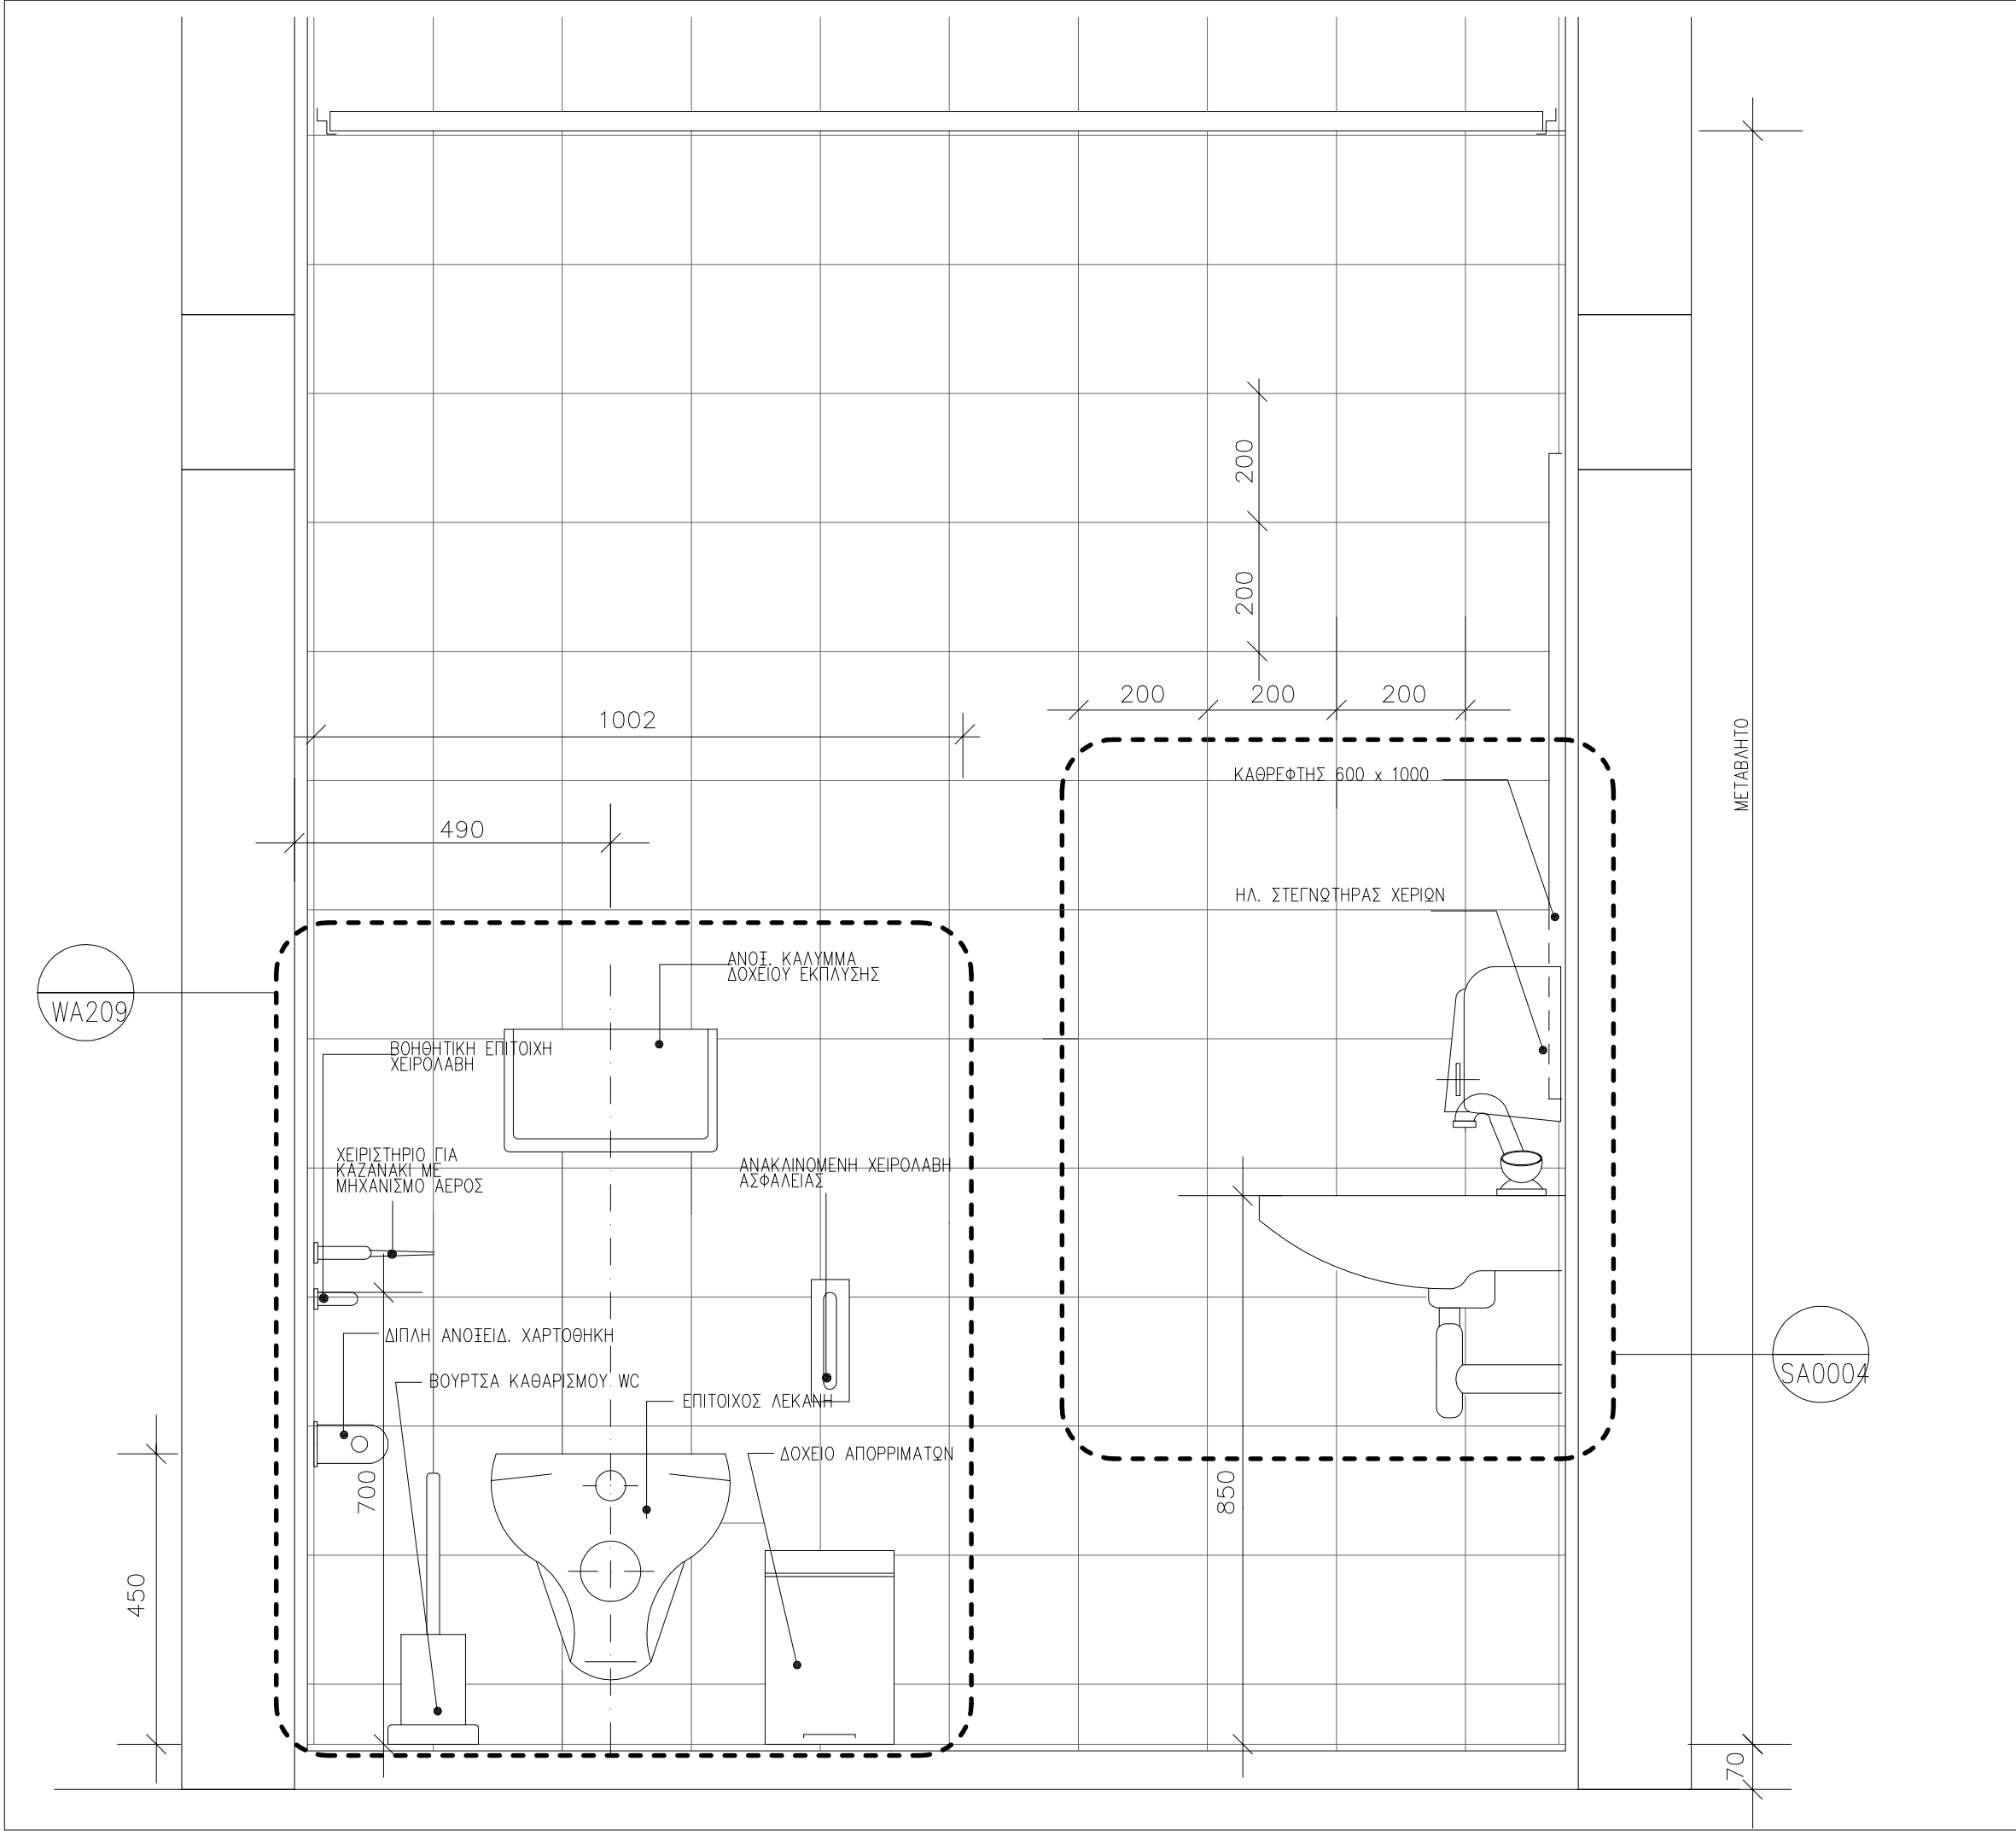 200
200
200
200
200
1002
ΚΑΘΡΕΦΤΗΣ 600 x 1000
ΜΕΤΑΒΛΗΤΟ
490
ΗΛ. ΣΤΕΓΝΩΤΗΡΑΣ ΧΕΡΙΩΝ
ΑΝΟΞ. ΚΑΛΥΜΜΑ
ΔΟΧΕΙΟΥ ΕΚΠΛΥΣΗΣ
WA209
ΒΟΗΘΗΤΙΚΗ ΕΠΙΤΟΙΧΗ
ΧΕΙΡΟΛΑΒΗ
ΧΕΙΡΙΣΤΗΡΙΟ ΓΙΑ
ΚΑΖΑΝΑΚΙ ΜΕ
ΜΗΧΑΝΙΣΜΟ ΑΕΡΟΣ
ΑΝΑΚΛΙΝΟΜΕΝΗ ΧΕΙΡΟΛΑΒΗ
ΑΣΦΑΛΕΙΑΣ
ΔΙΠΛΗ ΑΝΟΞΕΙΔ. ΧΑΡΤΟΘΗΚΗ
ΒΟΥΡΤΣΑ ΚΑΘΑΡΙΣΜΟΥ WC
ΕΠΙΤΟΙΧΟΣ ΛΕΚΑΝΗ
SA0004
ΔΟΧΕΙΟ ΑΠΟΡΡΙΜΑΤΩΝ
700
850
450
70